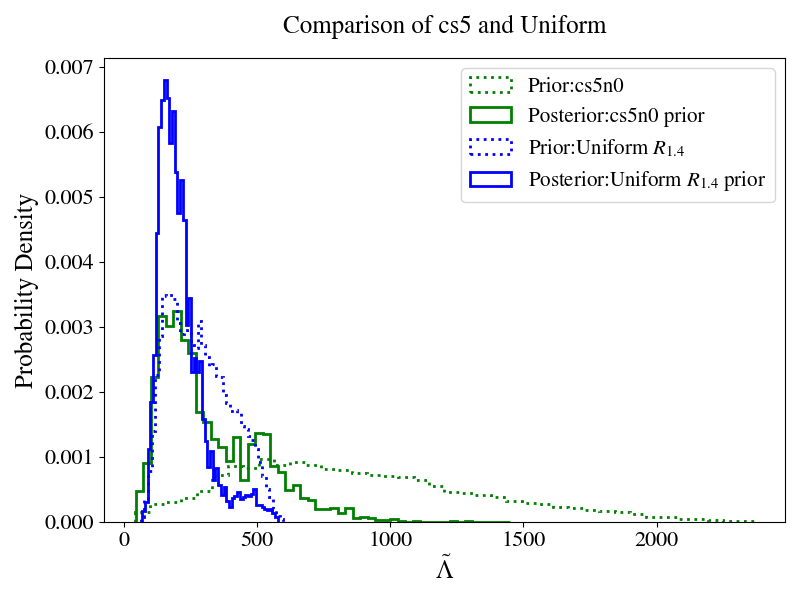 Comparison of cs5 and Uniform
Prior:cs5n0
Posterior:cs5n0 prior
Prior:Uniform R1.4
Posterior:Uniform R1.4 prior
Probability Density
0.007
0.006
0.005
0.004
0.003
0.002
0.001
0.000
0 500 1000 1500 2000
Λ̃